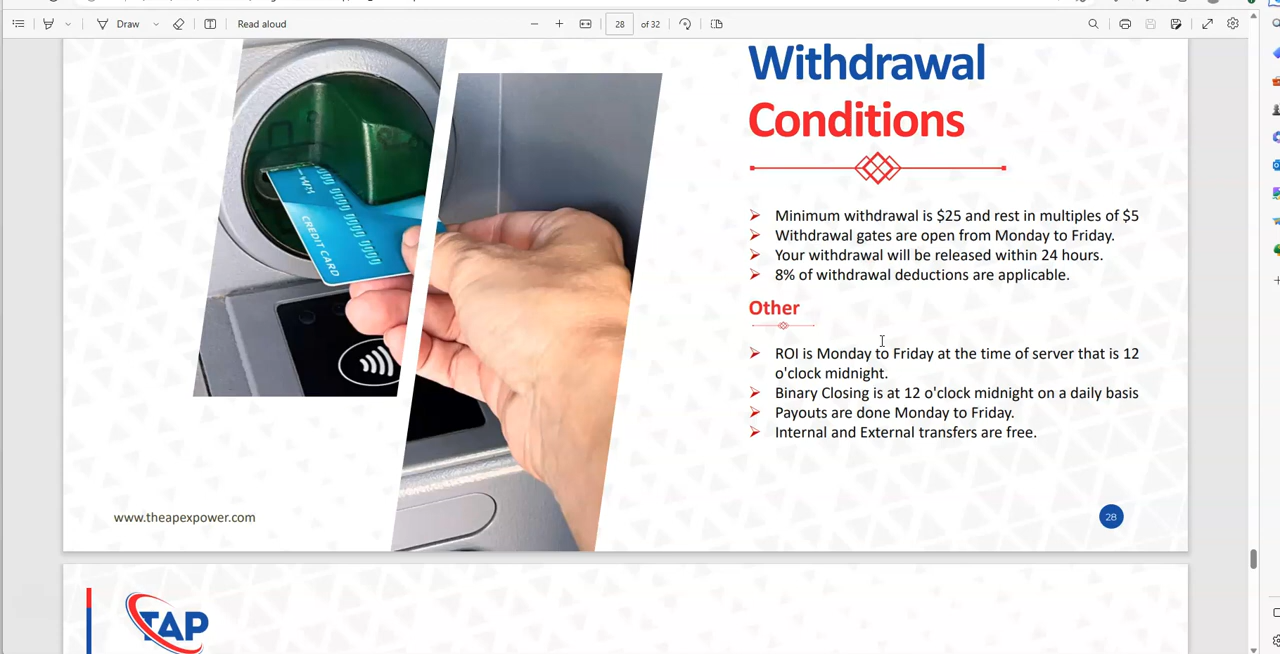 Draw
Read aloud
28
of 32
Withdrawal
Conditions
Minimum withdrawal is $25 and rest in multiples of $5
Withdrawal gates are open from Monday to Friday.
Your withdrawal will be released within 24 hours.
8% of withdrawal deductions are applicable.
Other
ROI is Monday to Friday at the time of server that is 12
o'clock midnight.
Binary Closing is at 12 o'clock midnight on a daily basis
Payouts are done Monday to Friday.
Internal and External transfers are free.
CREDIT CARD
www.theapexpower.com
28
TAP